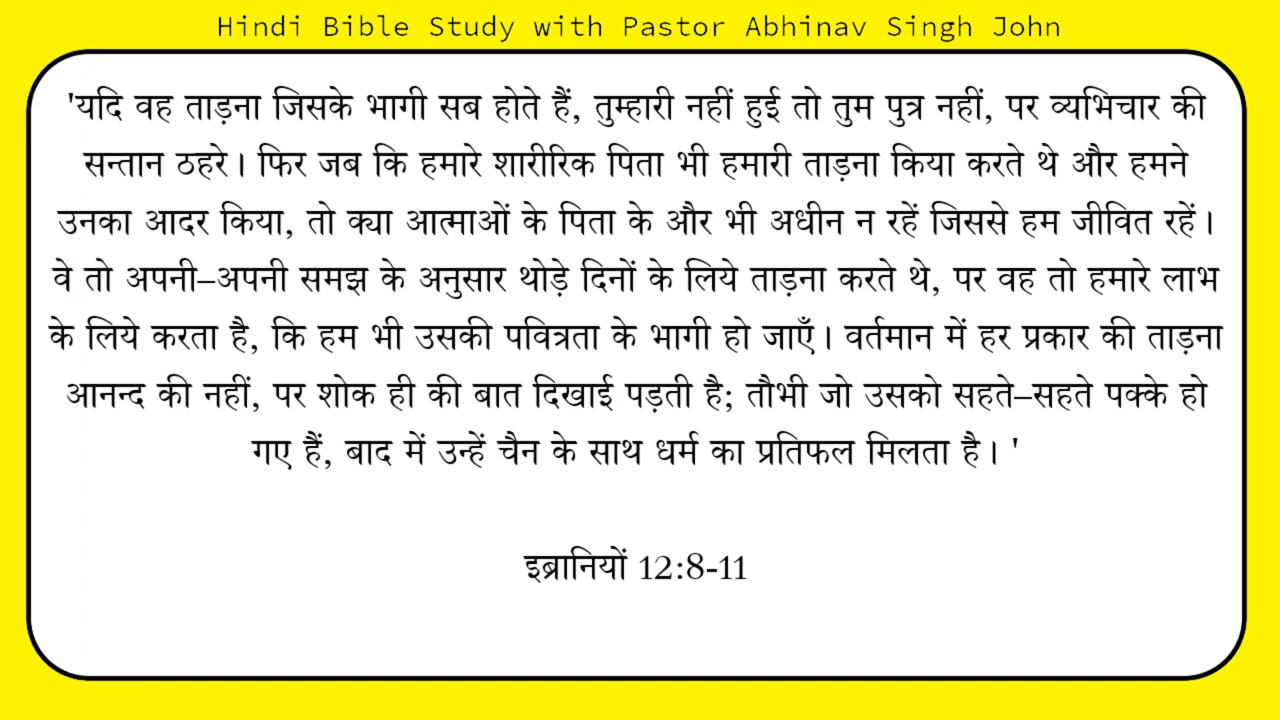 Hindi Bible Study with Pastor Abhinav Singh John
'यदि वह ताड़ना जिसके भागी सब होते हैं, तुम्हारी नहीं हुई तो तुम पुत्र नहीं, पर व्यभिचार की
सन्तान ठहरे। फिर जब कि हमारे शारीरिक पिता भी हमारी ताड़ना किया करते थे और हमने
उनका आदर किया, तो क्या आत्माओं के पिता के और भी अधीन न रहें जिससे हम जीवित रहें।
वे तो अपनी–अपनी समझ के अनुसार थोड़े दिनों के लिये ताड़ना करते थे, पर वह तो हमारे लाभ
के लिये करता है, कि हम भी उसकी पवित्रता के भागी हो जाएँ। वर्तमान में हर प्रकार की ताड़ना
आनन्द की नहीं, पर शोक ही की बात दिखाई पड़ती है; तौभी जो उसको सहते–सहते पक्के हो
गए हैं, बाद में उन्हें चैन के साथ धर्म का प्रतिफल मिलता है। '
इब्रानियों 12:8-11